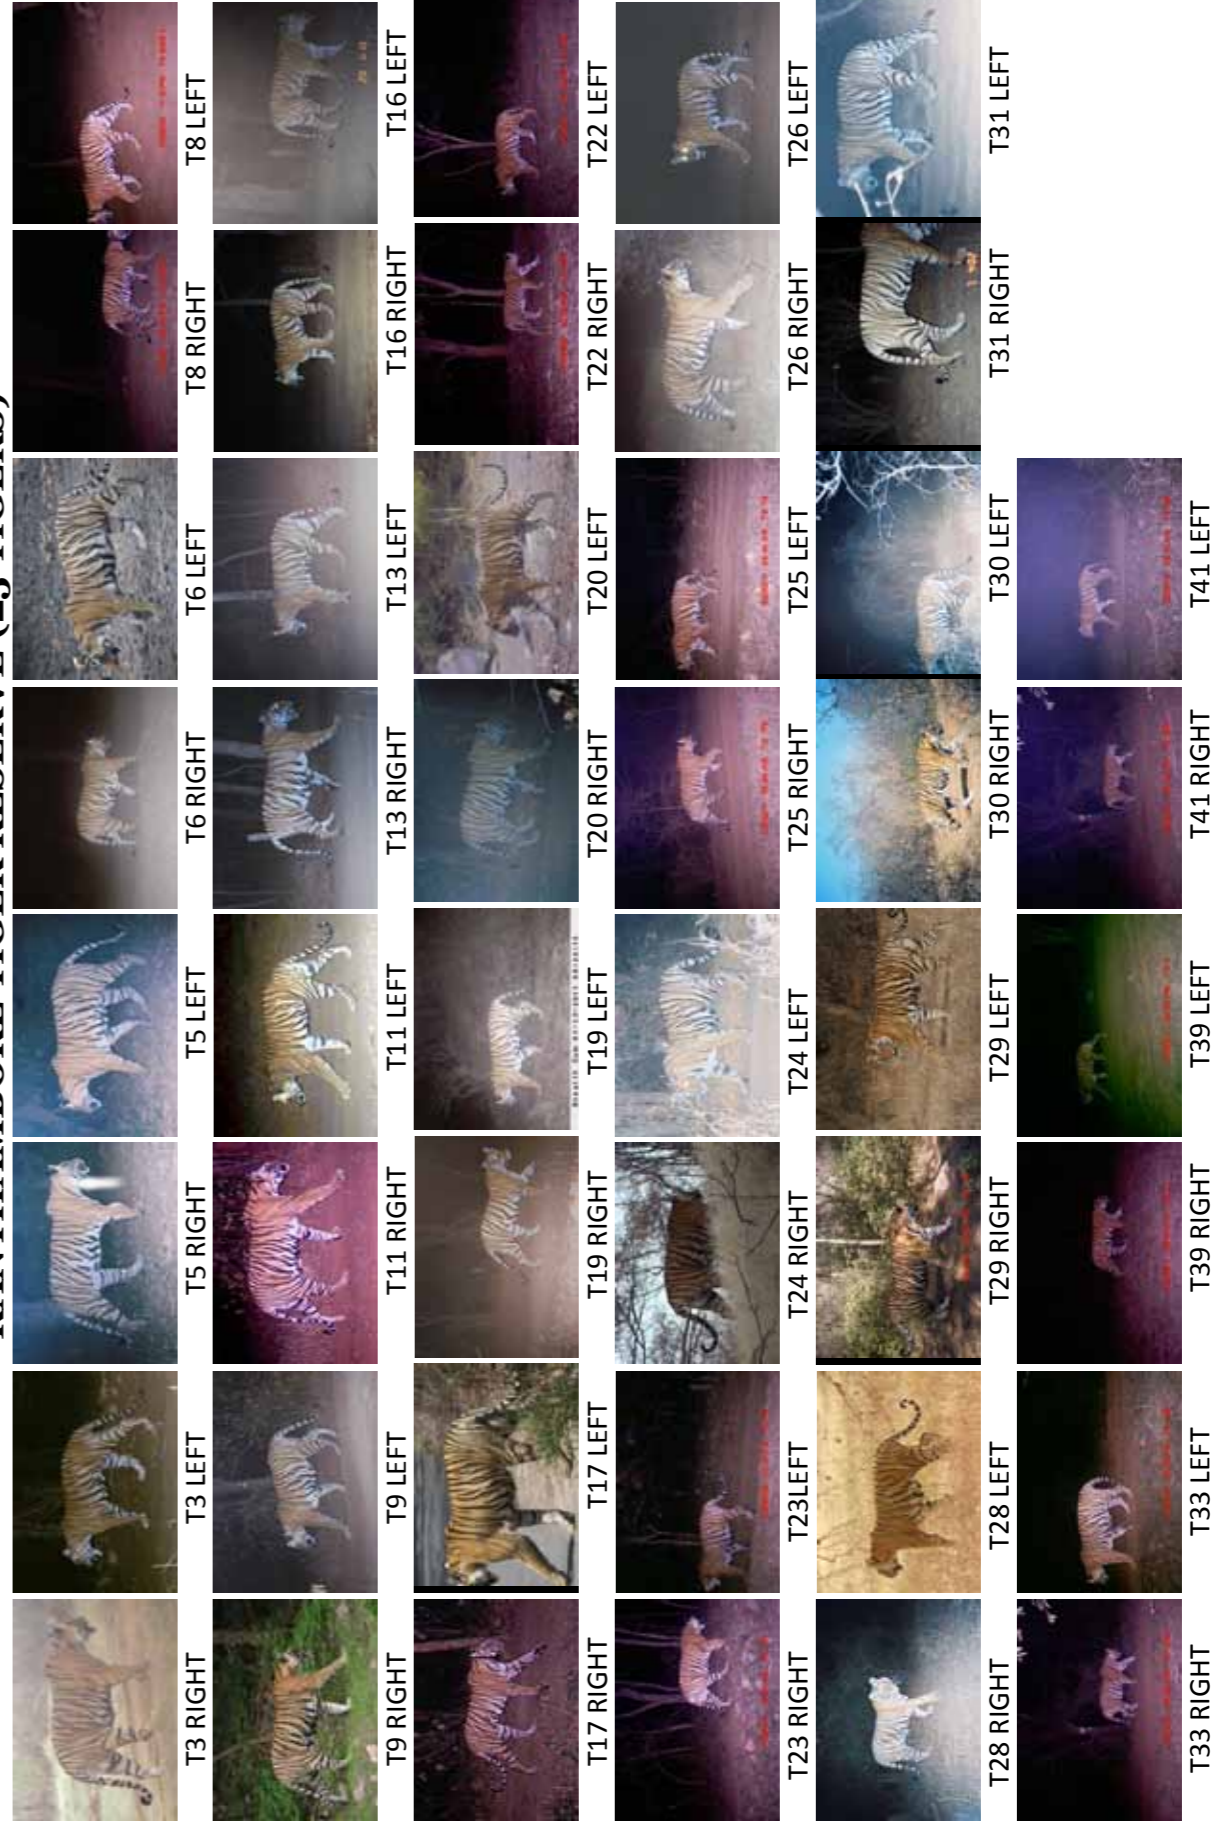 T3 RIGHT
T3 LEFT
T5 RIGHT
T5 LEFT
T6 RIGHT
T6 LEFT
T8 RIGHT
T8 LEFT
T9 RIGHT
T9 LEFT
T11 RIGHT
T11 LEFT
T13 RIGHT
T13 LEFT
T16 RIGHT
T16 LEFT
T17 RIGHT
T17 LEFT
T19 RIGHT
T19 LEFT
T20 RIGHT
T20 LEFT
T22 RIGHT
T22 LEFT
T23 RIGHT
T23LEFT
T24 RIGHT
T24 LEFT
T25 RIGHT
T25 LEFT
T26 RIGHT
T26 LEFT
T28 RIGHT
T28 LEFT
T29 RIGHT
T29 LEFT
T30 RIGHT
T30 LEFT
T31 RIGHT
T31 LEFT
T33 RIGHT
T33 LEFT
T39 RIGHT
T39 LEFT
T41 RIGHT
T41 LEFT